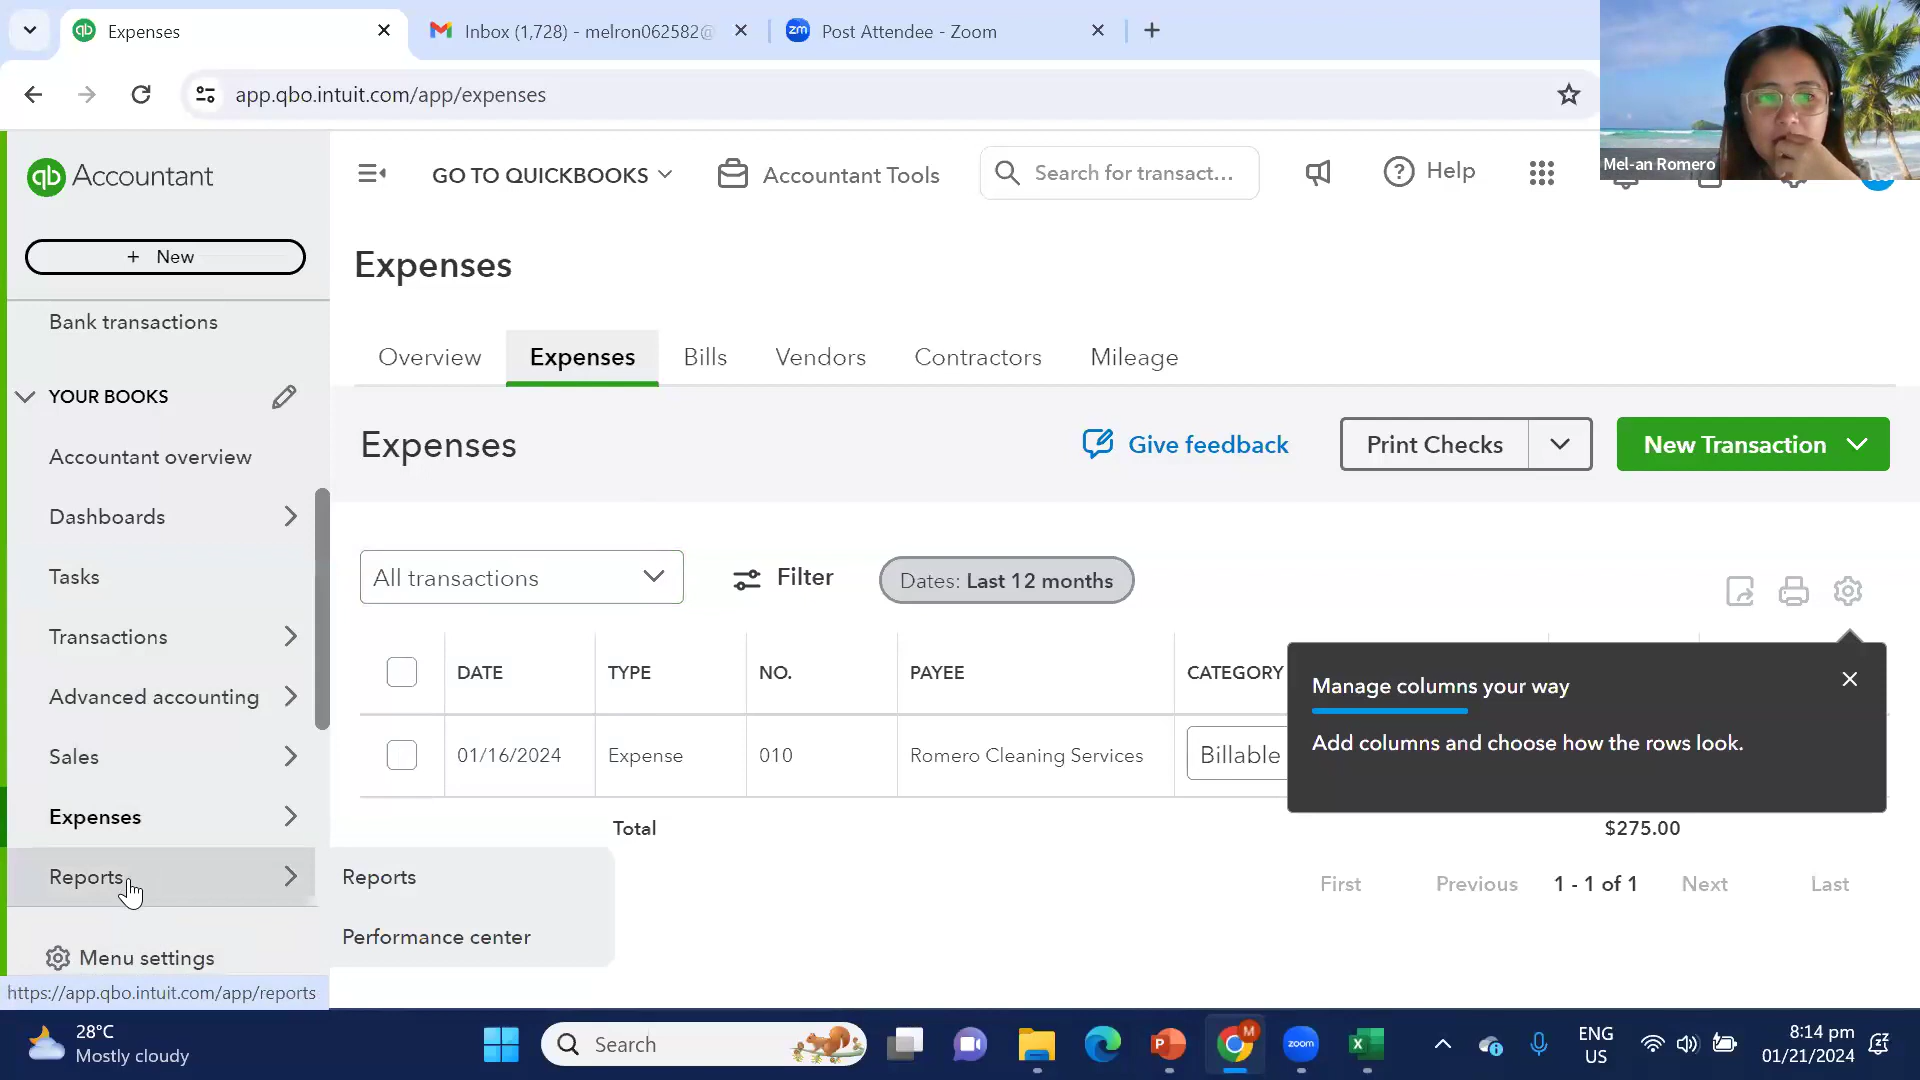 Expenses
Inbox (1,728) - melron062582@
zm
Post Attendee - Zoom
app.qbo.intuit.com/app/expenses
Mel-an Romero
qb Accountant
GO TO QUICKBOOKS
Accountant Tools
Search for transact...
Help
+ New
Expenses
Bank transactions
Overview
Expenses
Bills
Vendors
Contractors
Mileage
YOUR BOOKS
Accountant overview
Dashboards
Tasks
Transactions
Advanced accounting
Sales
Expenses
Reports
Menu settings
https://app.qbo.intuit.com/app/reports
Reports
Performance center
Expenses
Give feedback
Print Checks
New Transaction
All transactions
Filter
Dates: Last 12 months
DATE TYPE NO. PAYEE CATEGORY
01/16/2024 Expense 010 Romero Cleaning Services Billable
Total $275.00
Manage columns your way
Add columns and choose how the rows look.
First Previous 1 - 1 of 1 Next Last
28°C
Mostly cloudy
Search
M
P
zoom
X
ENG
US
8:14 pm
01/21/2024